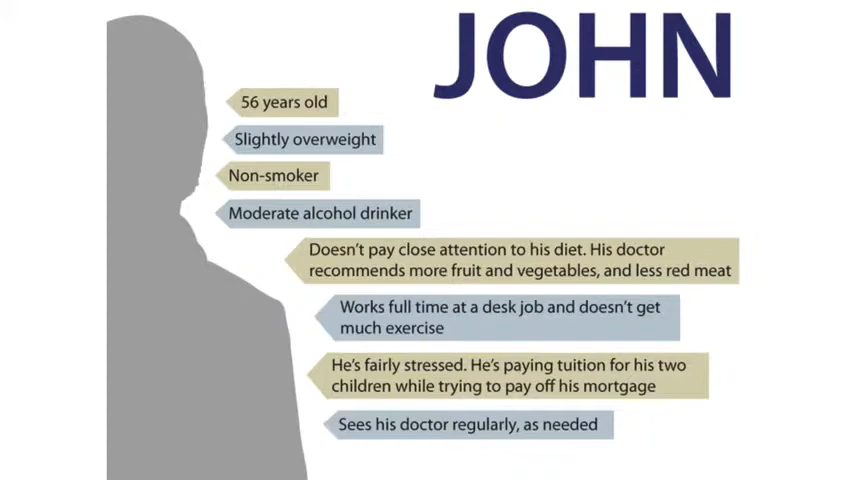 JOHN
56 years old
Slightly overweight
Non-smoker
Moderate alcohol drinker
Doesn’t pay close attention to his diet. His doctor
recommends more fruit and vegetables, and less red meat
Works full time at a desk job and doesn’t get
much exercise
He’s fairly stressed. He’s paying tuition for his two
children while trying to pay off his mortgage
Sees his doctor regularly, as needed